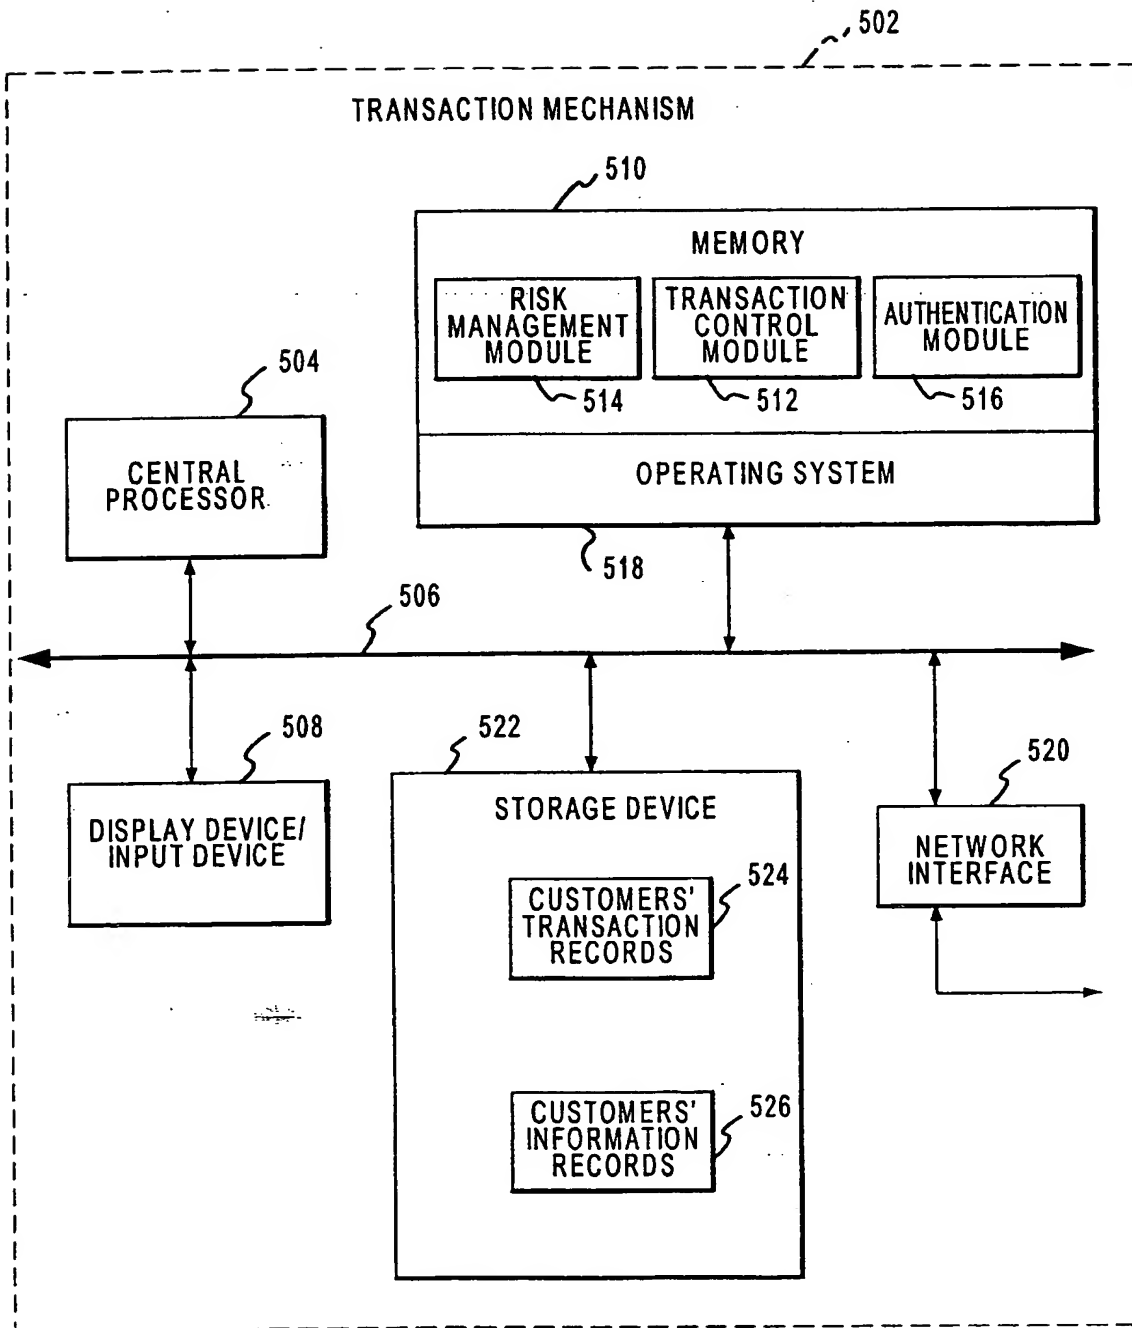 502
TRANSACTION MECHANISM
510
MEMORY
RISK
MANAGEMENT
MODULE
TRANSACTION
CONTROL
MODULE
AUTHENTICATION
MODULE
514
512
516
504
CENTRAL
PROCESSOR
OPERATING SYSTEM
518
506
508
DISPLAY DEVICE/
INPUT DEVICE
522
STORAGE DEVICE
520
NETWORK
INTERFACE
524
CUSTOMERS'
TRANSACTION
RECORDS
526
CUSTOMERS'
INFORMATION
RECORDS